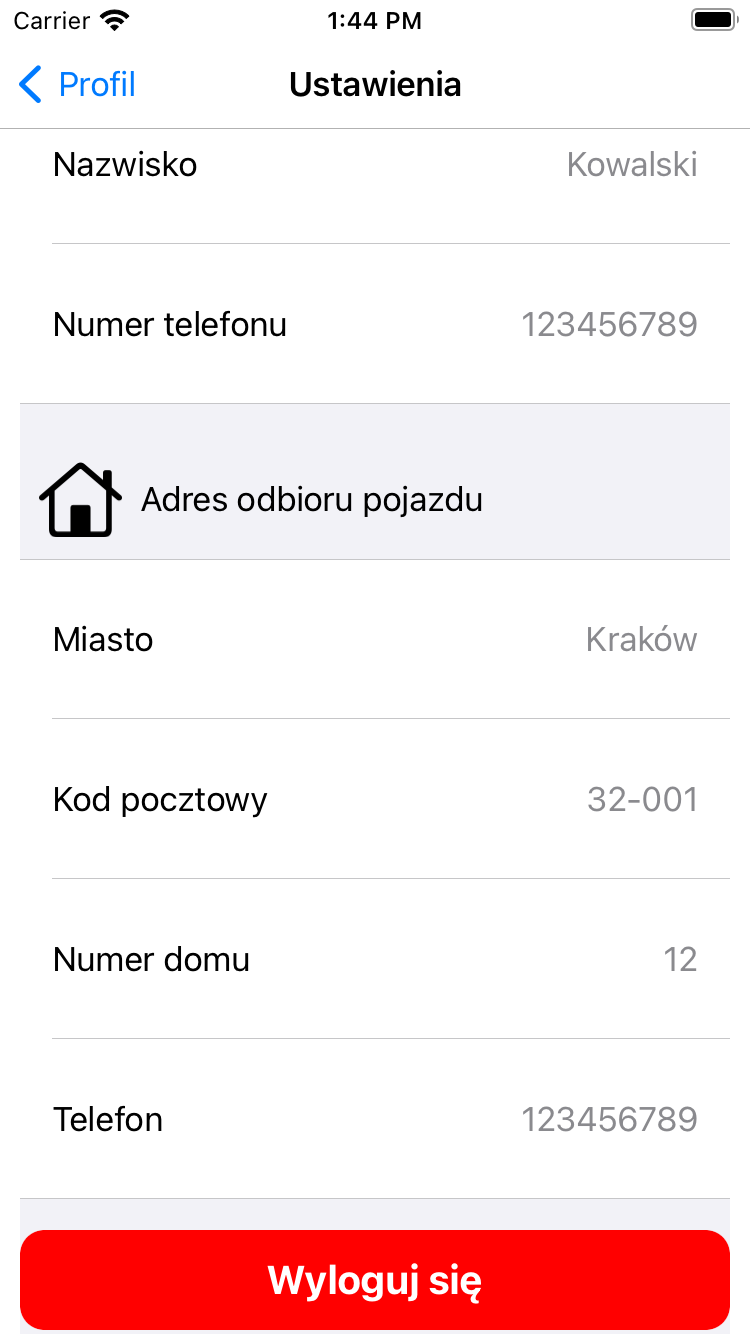 Carrier 1:44 PM
Profil Ustawienia
Nazwisko Kowalski
Numer telefonu 123456789
Adres odbioru pojazdu
Miasto Kraków
Kod pocztowy 32-001
Numer domu 12
Telefon 123456789
Wyloguj się